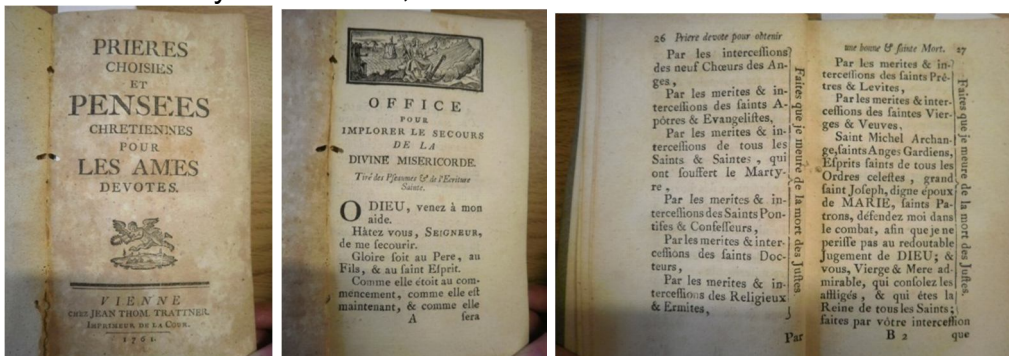 PRIERES
CHOISIES
ET
PENSEES
CHRETIENNES
POUR
LES AMES
DEVOTES.
VIENNE
CHEZ JEAN THOM. TRATTNER,
IMPRIMEUR DE LA COUR.
1761.
OFFICE
POUR
IMPLORER LE SECOURS
DE LA
DIVINE MISERICORDE.
Tiré des Pseaumes & de l'Ecriture
Sainte.
O DIEU, venez à mon
aide.
Hâtez vous, SEIGNEUR,
de me secourir.
Gloire soit au Pere, au
Fils, & au saint Esprit.
Comme elle étoit au com-
mencement, comme elle est
maintenant, & comme elle
A sera
26 Priere devote pour obtenir
Par les intercessions
des neuf Chœurs des An-
ges,
Par les merites & in-
tercessions des saints A-
pôtres & Evangelistes,
Par les merites & in-
tercessions de tous les
Saints & Saintes, qui
ont souffert le Marty-
re,
Par les merites & in-
tercessions des Saints Pon-
tifes & Confesseurs,
Par les merites & inter-
cessions des saints Doc-
teurs,
Par les merites & in-
tercessions des Religieux
& Ermites,
Faites que je meure de la mort des Justes
Par
une bonne & sainte Mort. 27
Par les merites & in-
tercessions des saints Prê-
tres & Levites,
Par les merites & inter-
cessions des saintes Vier-
ges & Veuves,
Saint Michel Archan-
ge, saints Anges Gardiens,
Esprits saints de tous les
Ordres celestes, grand
saint Joseph, digne époux
de MARIE, saints Pa-
trons, défendez moi dans
le combat, afin que je ne
perisse pas au redoutable
Jugement de DIEU; &
vous, Vierge & Mere ad-
mirable, qui consolez les
affligés, & qui êtes la
Reine de tous les Saints;
faites par vôtre intercession
Faites que je meure de la mort des Justes.
B 2 que